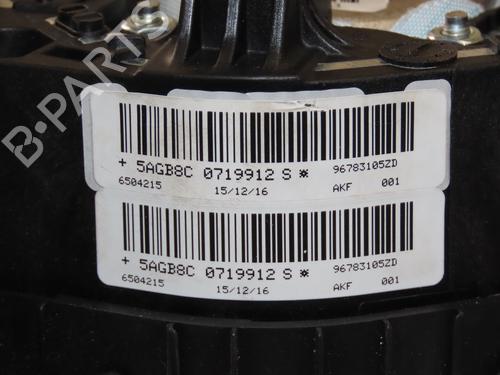 B-PARTS
+ 5AGB8C 0719912 S ※ 96783105ZD
6504215 15/12/16 AKF 001
+ 5AGB8C 0719912 S ※ 96783105ZD
6504215 15/12/16 AKF 001